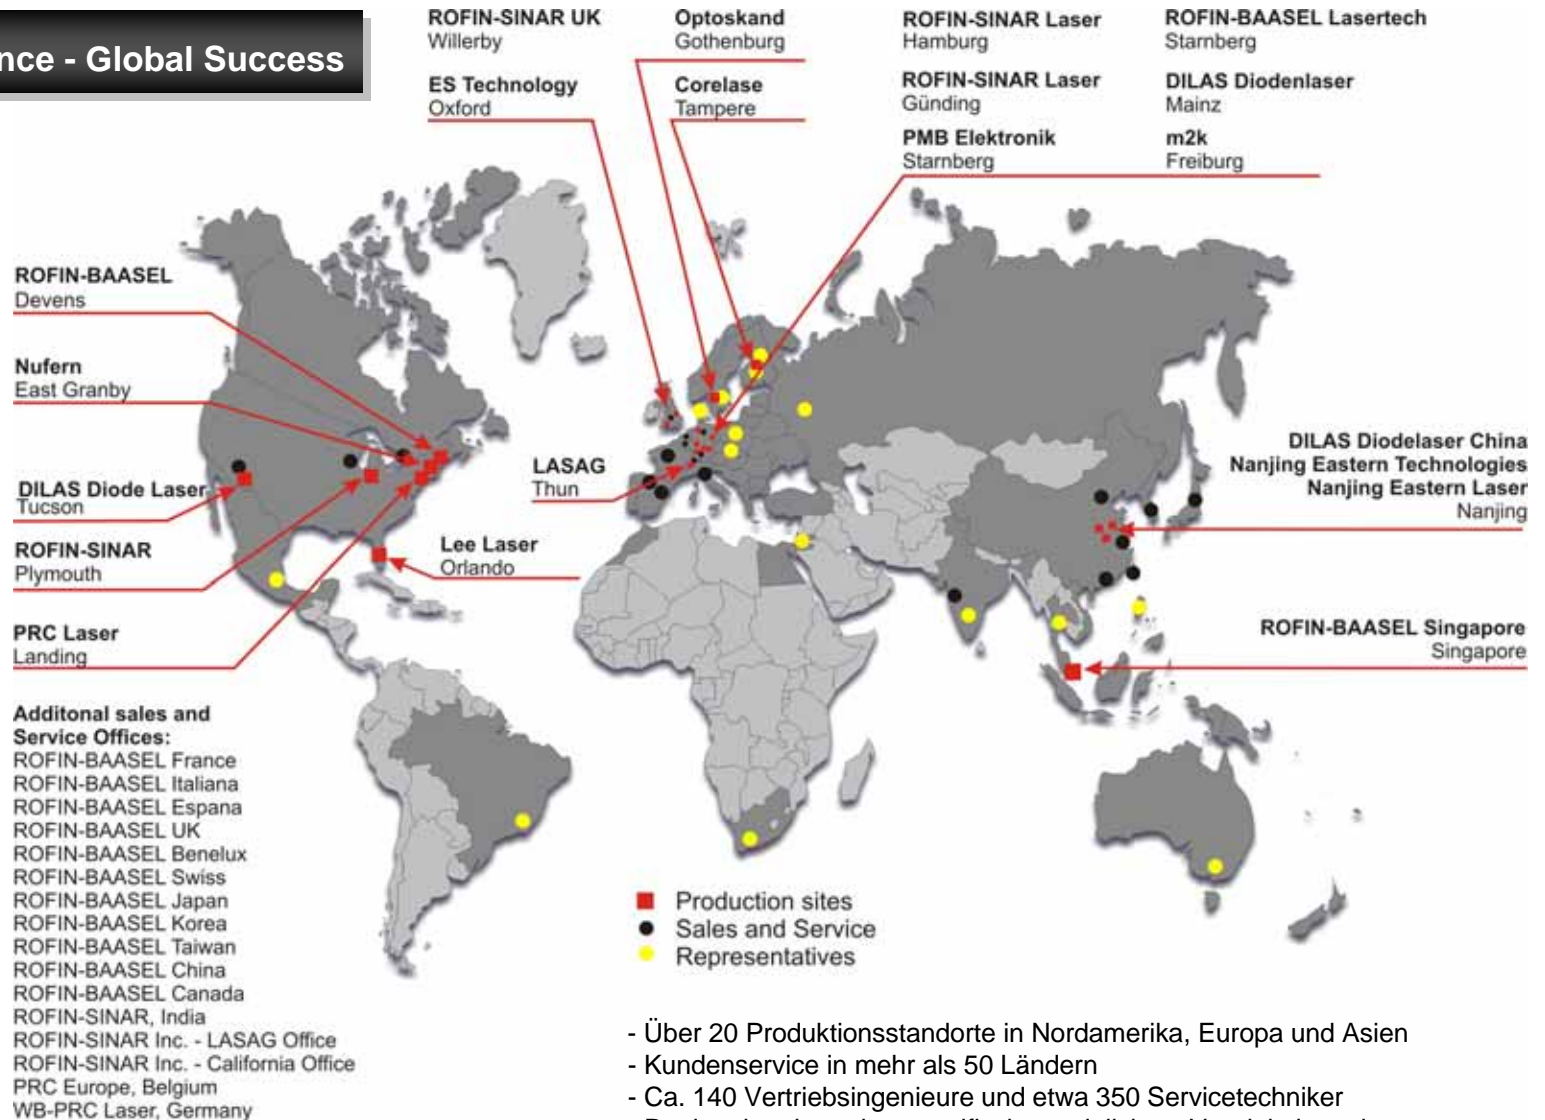 nce - Global Success
ROFIN-SINAR UK
Willerby
ES Technology
Oxford
Optoskand
Gothenburg
Corelase
Tampere
ROFIN-SINAR Laser
Hamburg
ROFIN-SINAR Laser
Günding
PMB Elektronik
Starnberg
ROFIN-BAASEL Lasertech
Starnberg
DILAS Diodenlaser
Mainz
m2k
Freiburg
ROFIN-BAASEL
Devens
Nufern
East Granby
DILAS Diode Laser
Tucson
ROFIN-SINAR
Plymouth
PRC Laser
Landing
Lee Laser
Orlando
LASAG
Thun
DILAS Diodelaser China
Nanjing Eastern Technologies
Nanjing Eastern Laser
Nanjing
ROFIN-BAASEL Singapore
Singapore
Additonal sales and
Service Offices:
ROFIN-BAASEL France
ROFIN-BAASEL Italiana
ROFIN-BAASEL Espana
ROFIN-BAASEL UK
ROFIN-BAASEL Benelux
ROFIN-BAASEL Swiss
ROFIN-BAASEL Japan
ROFIN-BAASEL Korea
ROFIN-BAASEL Taiwan
ROFIN-BAASEL China
ROFIN-BAASEL Canada
ROFIN-SINAR, India
ROFIN-SINAR Inc. - LASAG Office
ROFIN-SINAR Inc. - California Office
PRC Europe, Belgium
WB-PRC Laser, Germany
Production sites
Sales and Service
Representatives
- Über 20 Produktionsstandorte in Nordamerika, Europa und Asien
- Kundenservice in mehr als 50 Ländern
- Ca. 140 Vertriebsingenieure und etwa 350 Servicetechniker